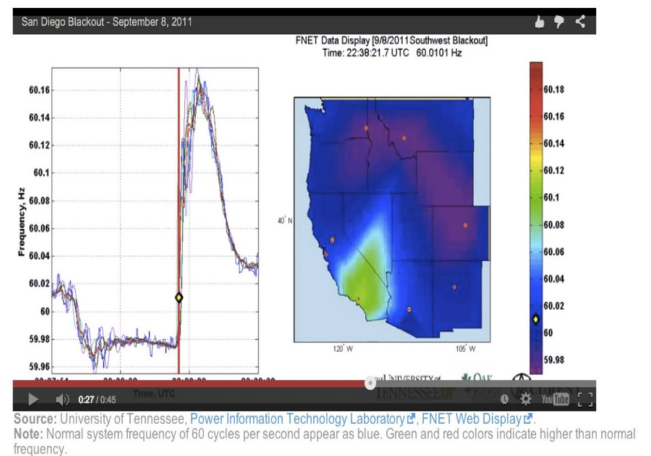 San Diego Blackout - September 8, 2011
FNET Data Display [9/8/2011Southwest Blackout]
Time: 22:38:21.7 UTC 60.0101 Hz
60.16
60.14
60.12
60.1
60.08
60.06
60.04
60.02
60
59.98
59.96
Frequency, Hz
Time, UTC
40° N
120° W
105° W
60.18
60.16
60.14
60.12
60.1
60.08
60.06
60.04
60.02
60
59.98
UNIVERSITY of
TENNESSEE
OAK
0:27 / 0:45
YouTube
Source: University of Tennessee, Power Information Technology Laboratory, FNET Web Display.
Note: Normal system frequency of 60 cycles per second appear as blue. Green and red colors indicate higher than normal
frequency.